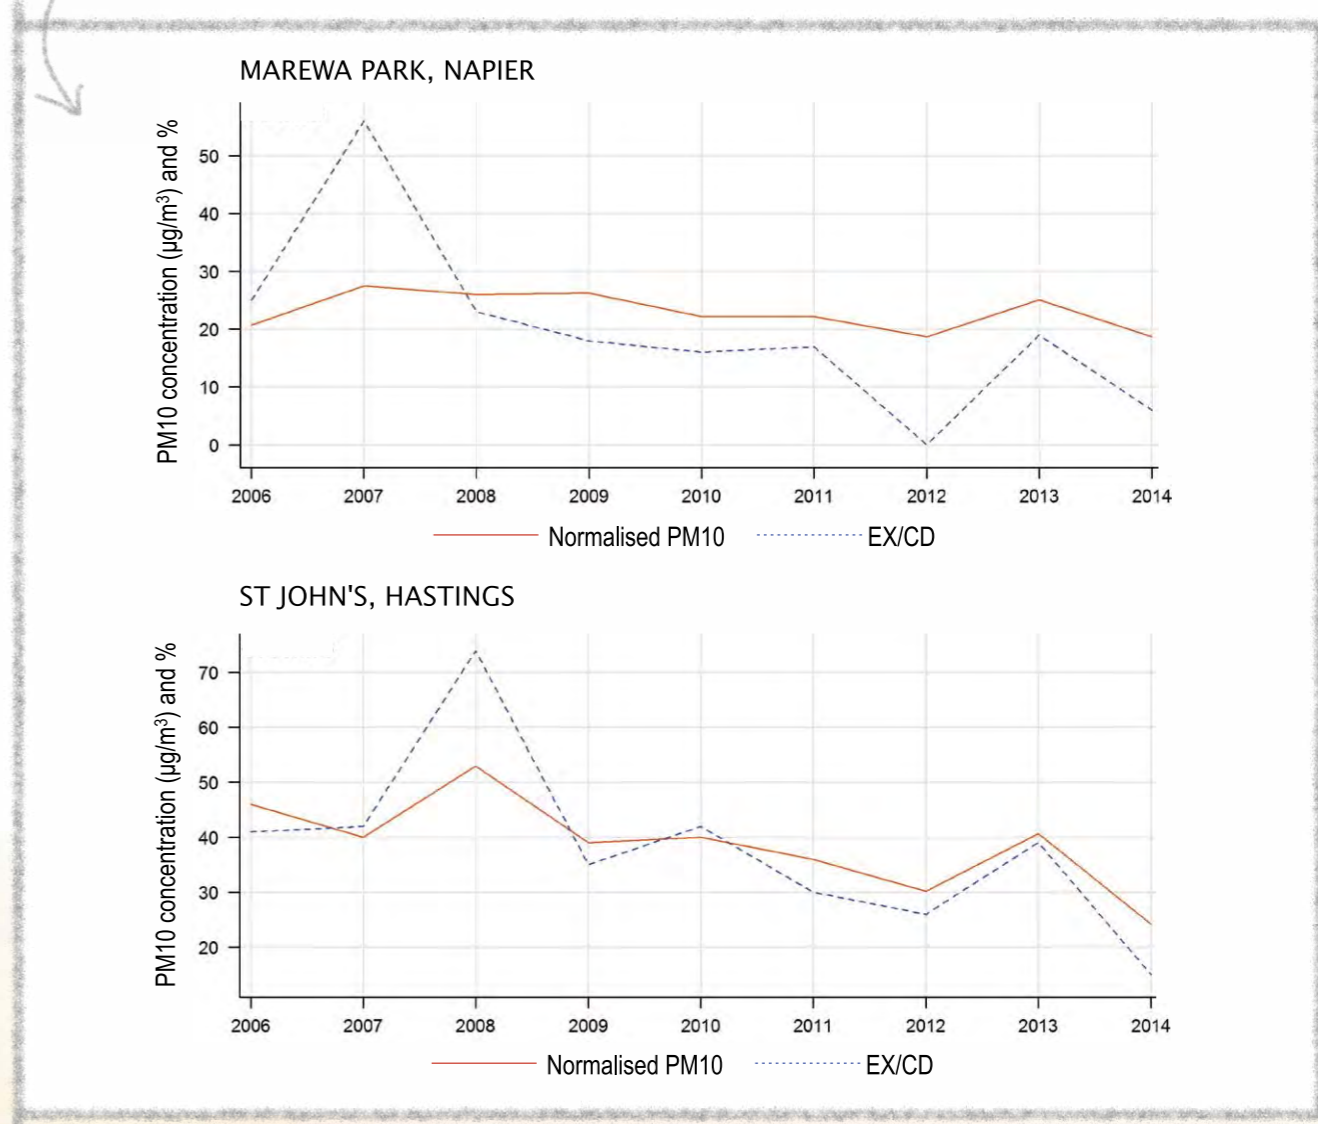 MAREWA PARK, NAPIER
PM10 concentration (µg/m³) and %
50
40
30
20
10
0
2006 2007 2008 2009 2010 2011 2012 2013 2014
Normalised PM10 EX/CD
ST JOHN'S, HASTINGS
PM10 concentration (µg/m³) and %
70
60
50
40
30
20
2006 2007 2008 2009 2010 2011 2012 2013 2014
Normalised PM10 EX/CD